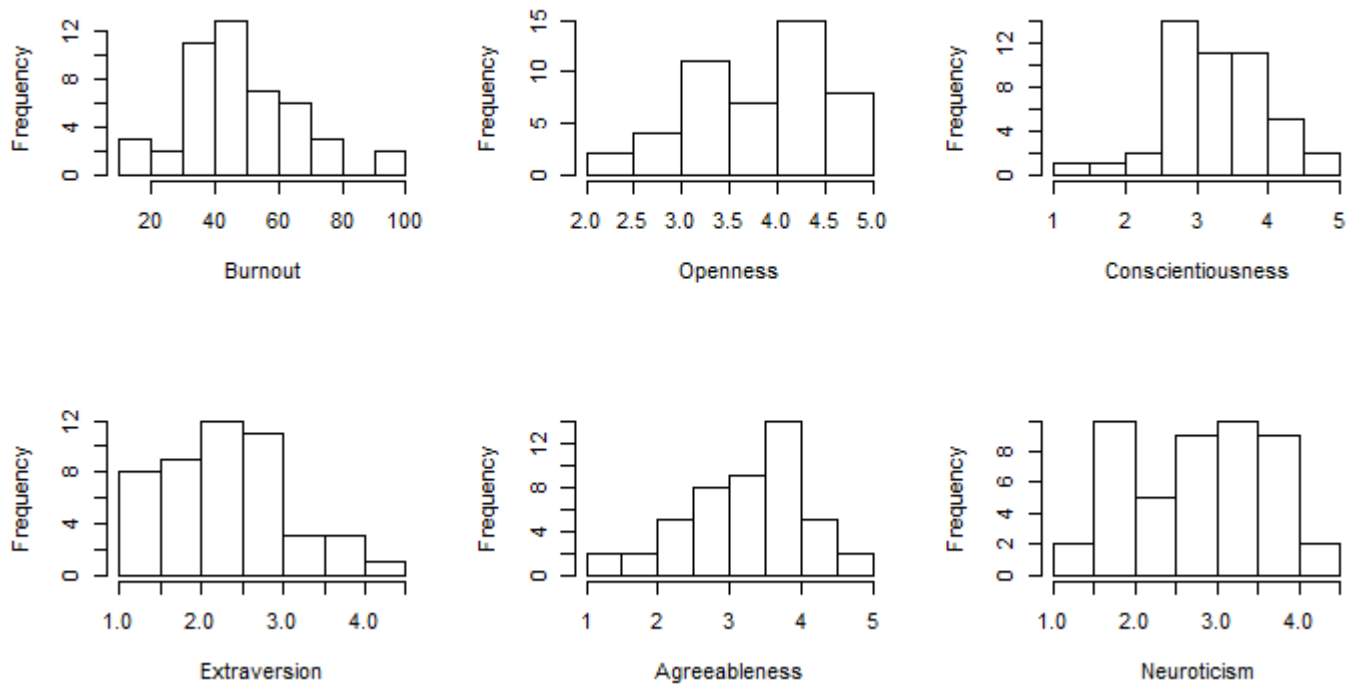 Frequency
0 4 8 12
20 40 60 80 100
Burnout
Frequency
0 5 10 15
2.0 2.5 3.0 3.5 4.0 4.5 5.0
Openness
Frequency
0 4 8 12
1 2 3 4 5
Conscientiousness
Frequency
0 4 8 12
1.0 2.0 3.0 4.0
Extraversion
Frequency
0 4 8 12
1 2 3 4 5
Agreeableness
Frequency
0 2 4 6 8
1.0 2.0 3.0 4.0
Neuroticism